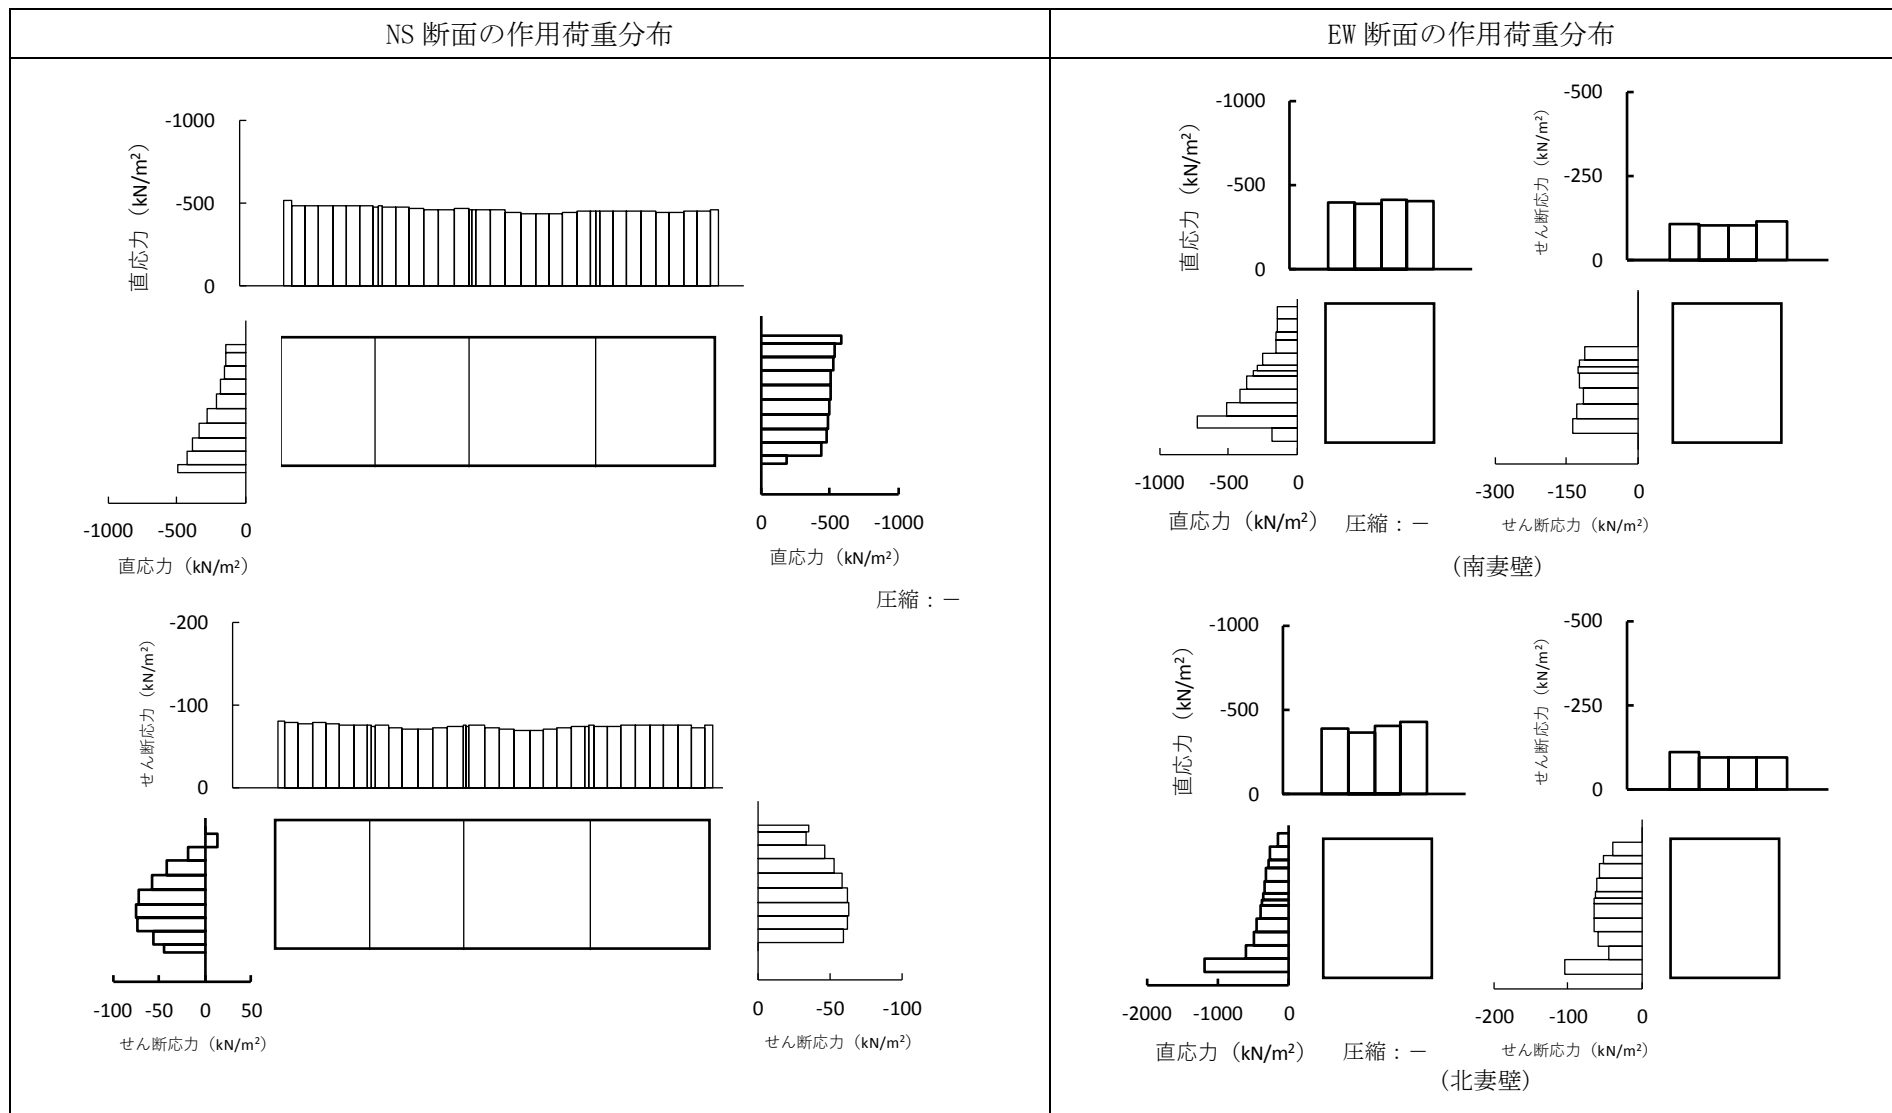 NS 断面の作用荷重分布
EW 断面の作用荷重分布
-1000
-500
0
直応力（kN/m²）
-1000 -500 0
直応力（kN/m²）
0 -500 -1000
直応力（kN/m²）
圧縮：－
-200
-100
0
せん断応力（kN/m²）
-100 -50 0 50
せん断応力（kN/m²）
0 -50 -100
せん断応力（kN/m²）
-1000
-500
0
直応力（kN/m²）
-500
-250
0
せん断応力（kN/m²）
-1000 -500 0
直応力（kN/m²） 圧縮：－
-300 -150 0
せん断応力（kN/m²）
(南妻壁)
-1000
-500
0
直応力（kN/m²）
-500
-250
0
せん断応力（kN/m²）
-2000 -1000 0
直応力（kN/m²） 圧縮：－
-200 -100 0
せん断応力（kN/m²）
(北妻壁)